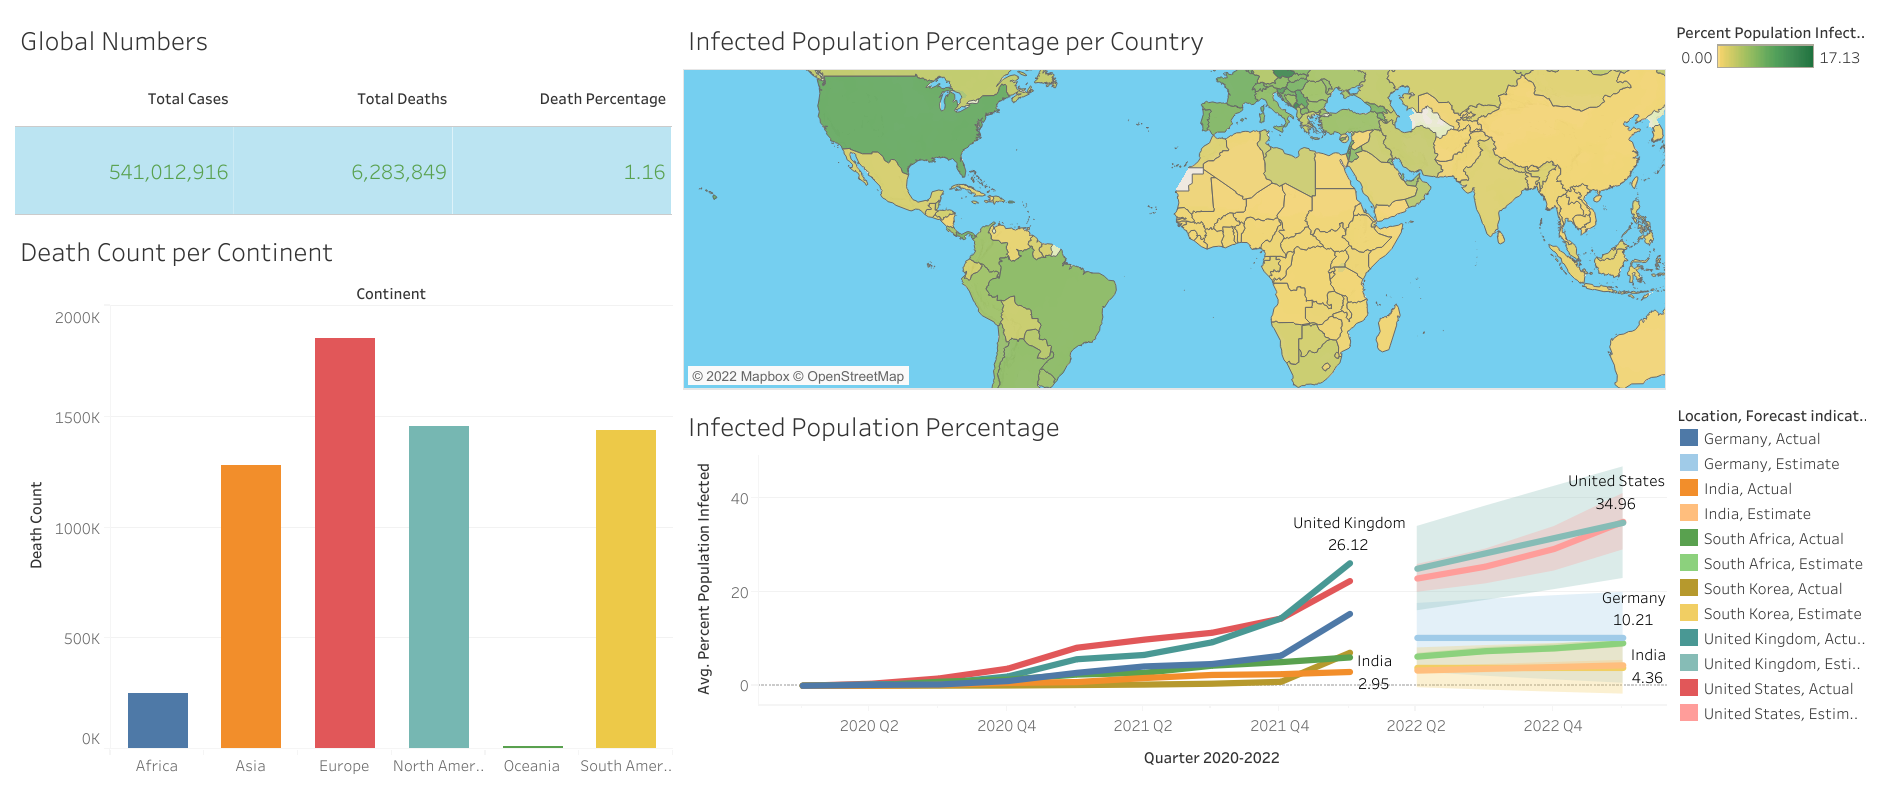 Global Numbers
Total Cases Total Deaths Death Percentage
541,012,916 6,283,849 1.16
Death Count per Continent
Continent
2000K
1500K
1000K
500K
0K
Death Count
Africa Asia Europe North Amer.. Oceania South Amer..
Infected Population Percentage per Country
© 2022 Mapbox © OpenStreetMap
Percent Population Infect..
0.00 17.13
Infected Population Percentage
Avg. Percent Population Infected
40
20
0
United Kingdom
26.12
India
2.95
United States
34.96
Germany
10.21
India
4.36
2020 Q2 2020 Q4 2021 Q2 2021 Q4 2022 Q2 2022 Q4
Quarter 2020-2022
Location, Forecast indicat..
Germany, Actual
Germany, Estimate
India, Actual
India, Estimate
South Africa, Actual
South Africa, Estimate
South Korea, Actual
South Korea, Estimate
United Kingdom, Actu..
United Kingdom, Esti..
United States, Actual
United States, Estim..